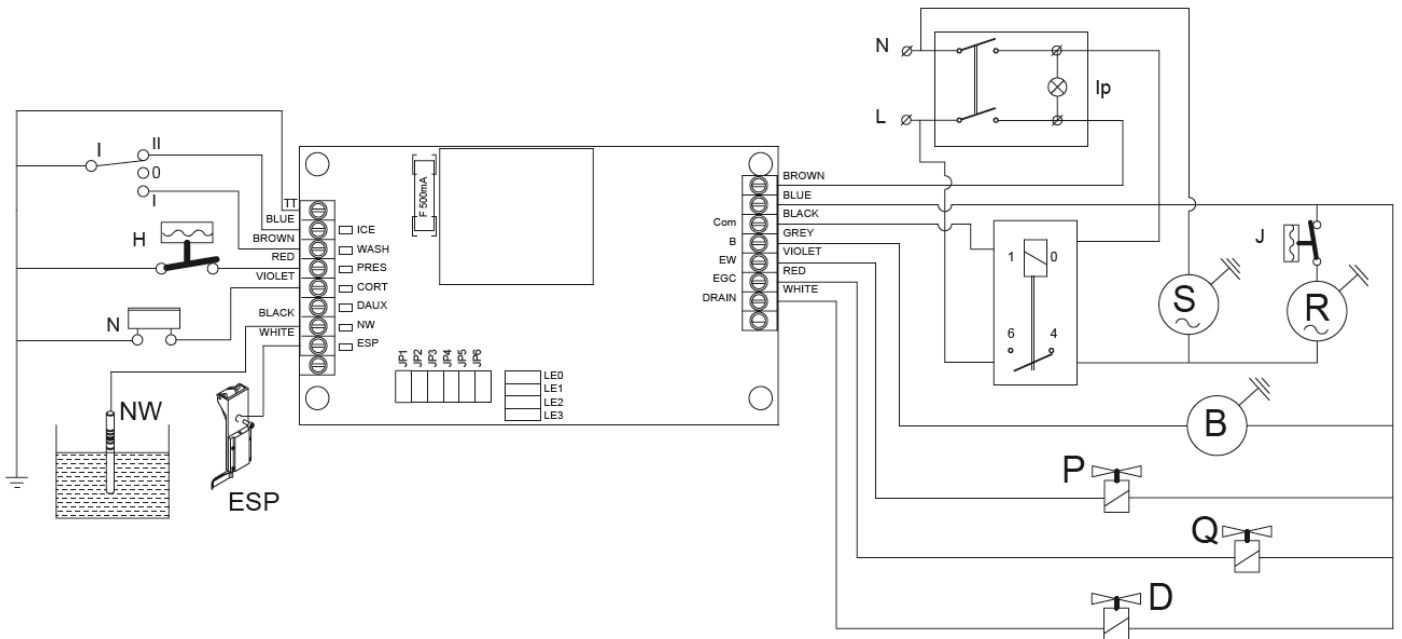 N
L
Ip
I
II
0
I
H
N
NW
ESP
TT
BLUE
BROWN
RED
VIOLET
BLACK
WHITE
ICE
WASH
PRES
CORT
DAUX
NW
ESP
F 500mA
JP1
JP2
JP3
JP4
JP5
JP6
LE0
LE1
LE2
LE3
BROWN
BLUE
BLACK
GREY
VIOLET
RED
WHITE
Com
B
EW
EGC
DRAIN
1 0
6 4
S
J
R
B
P
Q
D